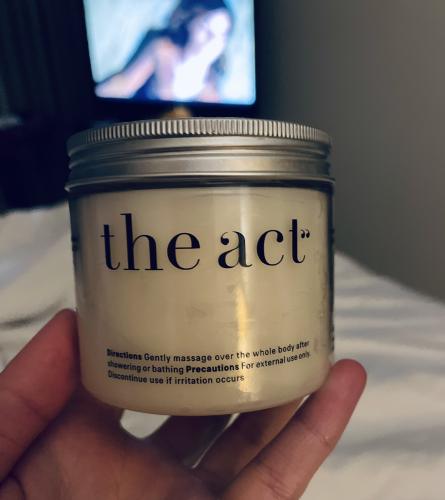 the act”
Directions Gently massage over the whole body after
showering or bathing Precautions For external use only.
Discontinue use if irritation occurs